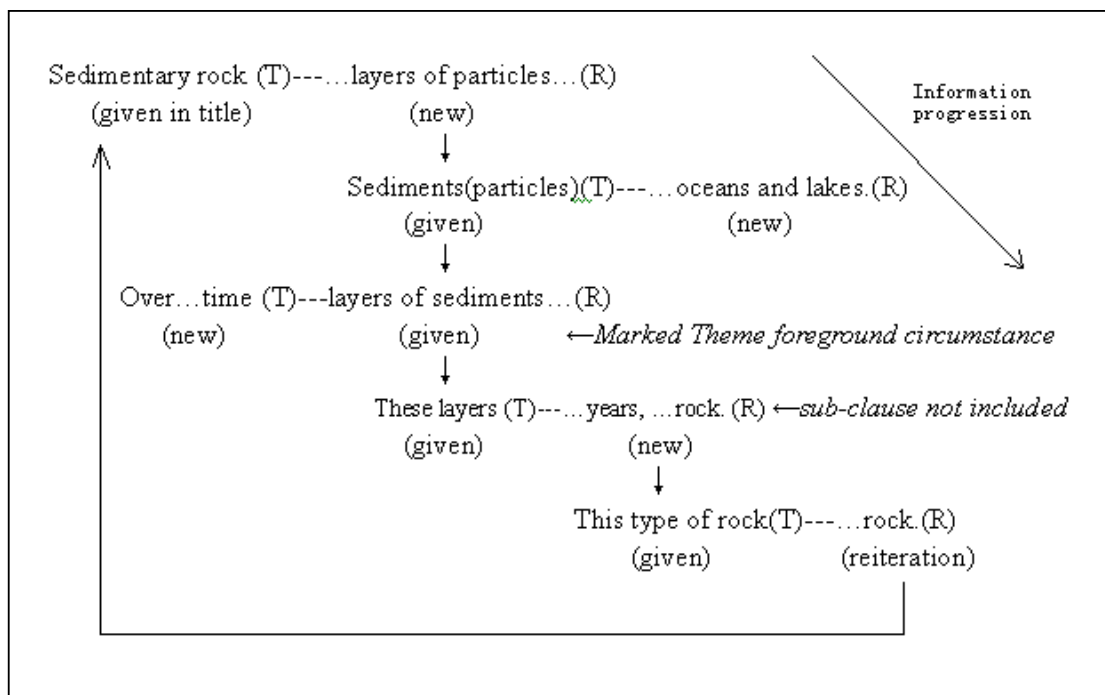 Sedimentary rock (T)---…layers of particles…(R)
(given in title) (new)
Information
progression
Sediments(particles)(T)---…oceans and lakes.(R)
(given) (new)
Over…time (T)---layers of sediments…(R)
(new) (given) ←Marked Theme foreground circumstance
These layers (T)---…years, …rock. (R) ←sub-clause not included
(given) (new)
This type of rock(T)---…rock.(R)
(given) (reiteration)